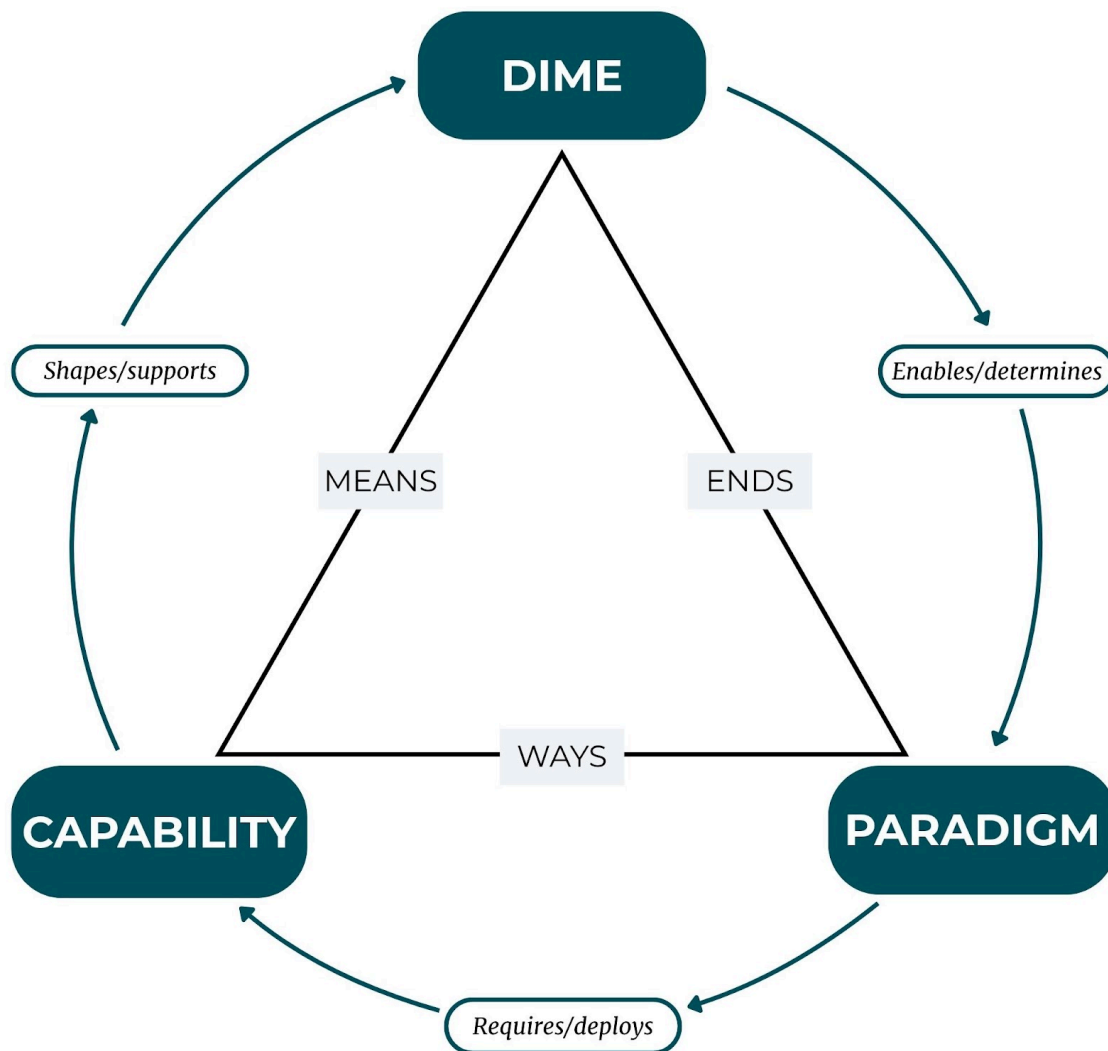 DIME
Shapes/supports
Enables/determines
MEANS
ENDS
WAYS
CAPABILITY
PARADIGM
Requires/deploys